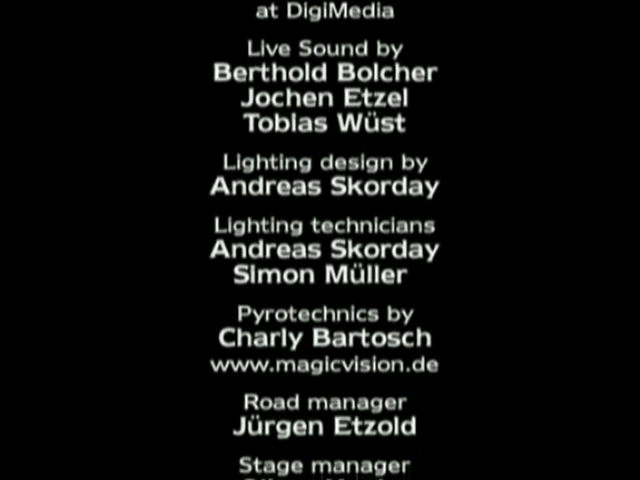 at DigiMedia
Live Sound by
Berthold Bolcher
Jochen Etzel
Tobias Wüst
Lighting design by
Andreas Skorday
Lighting technicians
Andreas Skorday
Simon Müller
Pyrotechnics by
Charly Bartosch
www.magicvision.de
Road manager
Jürgen Etzold
Stage manager